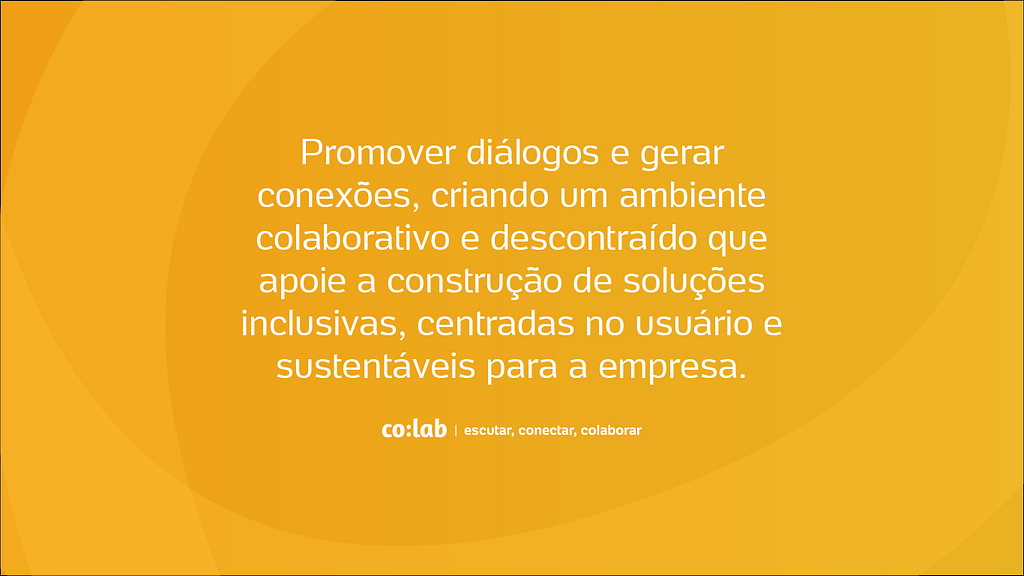 Promover diálogos e gerar
conexões, criando um ambiente
colaborativo e descontraído que
apoie a construção de soluções
inclusivas, centradas no usuário e
sustentáveis para a empresa.
co:lab | escutar, conectar, colaborar